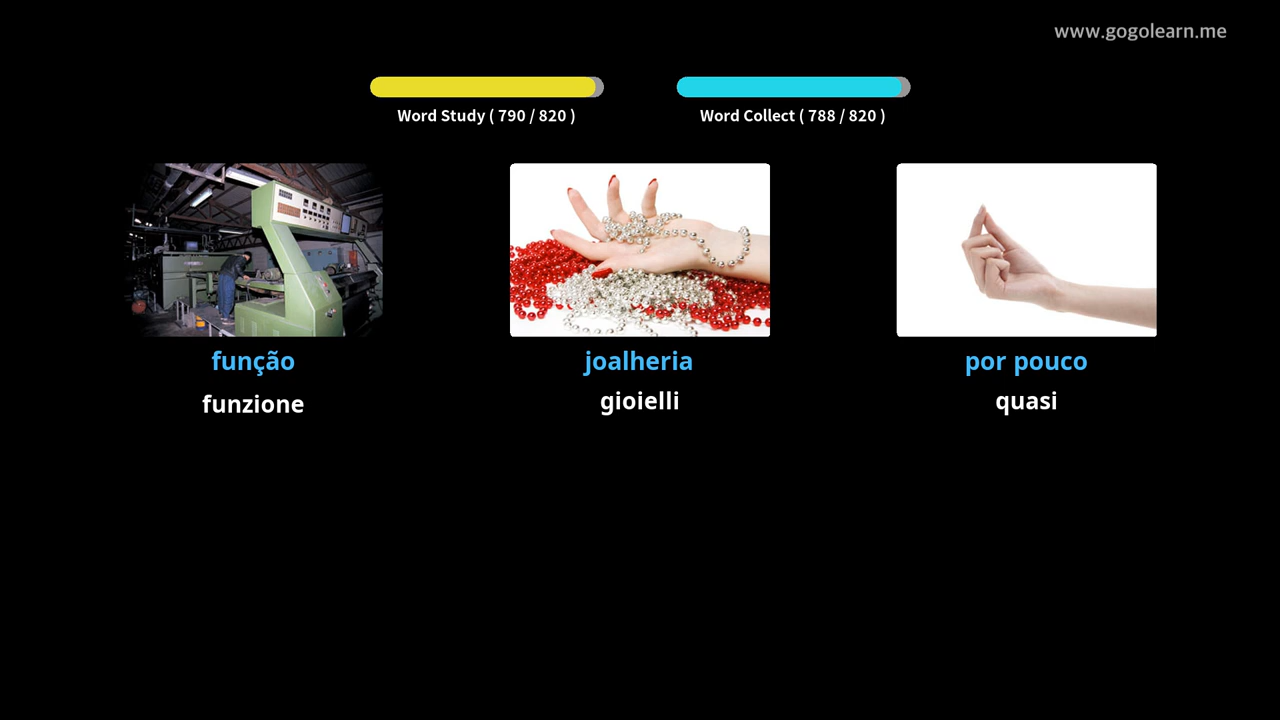 www.gogolearn.me
Word Study ( 790 / 820 )
Word Collect ( 788 / 820 )
função
joalheria
por pouco
funzione
gioielli
quasi